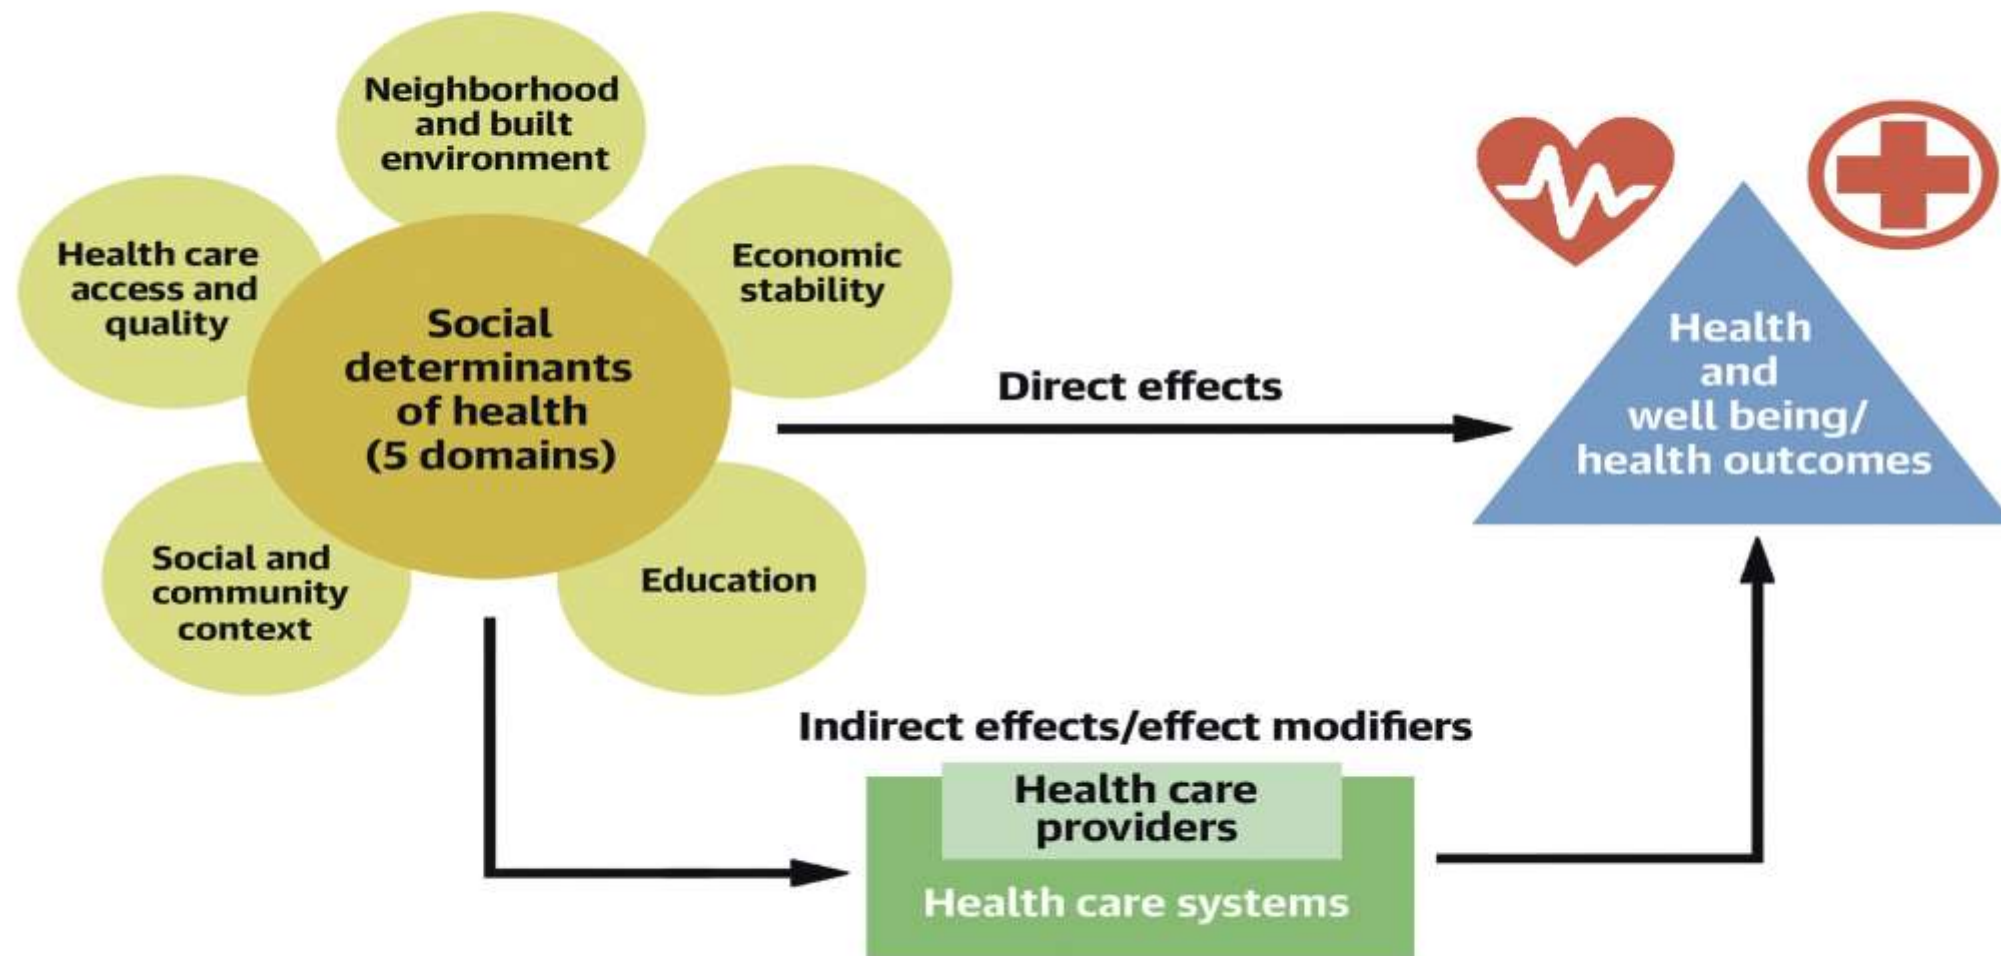 Neighborhood
and built
environment
Health care
access and
quality
Economic
stability
Social
determinants
of health
(5 domains)
Social and
community
context
Education
Direct effects
Health
and
well being/
health outcomes
Indirect effects/effect modifiers
Health care
providers
Health care systems